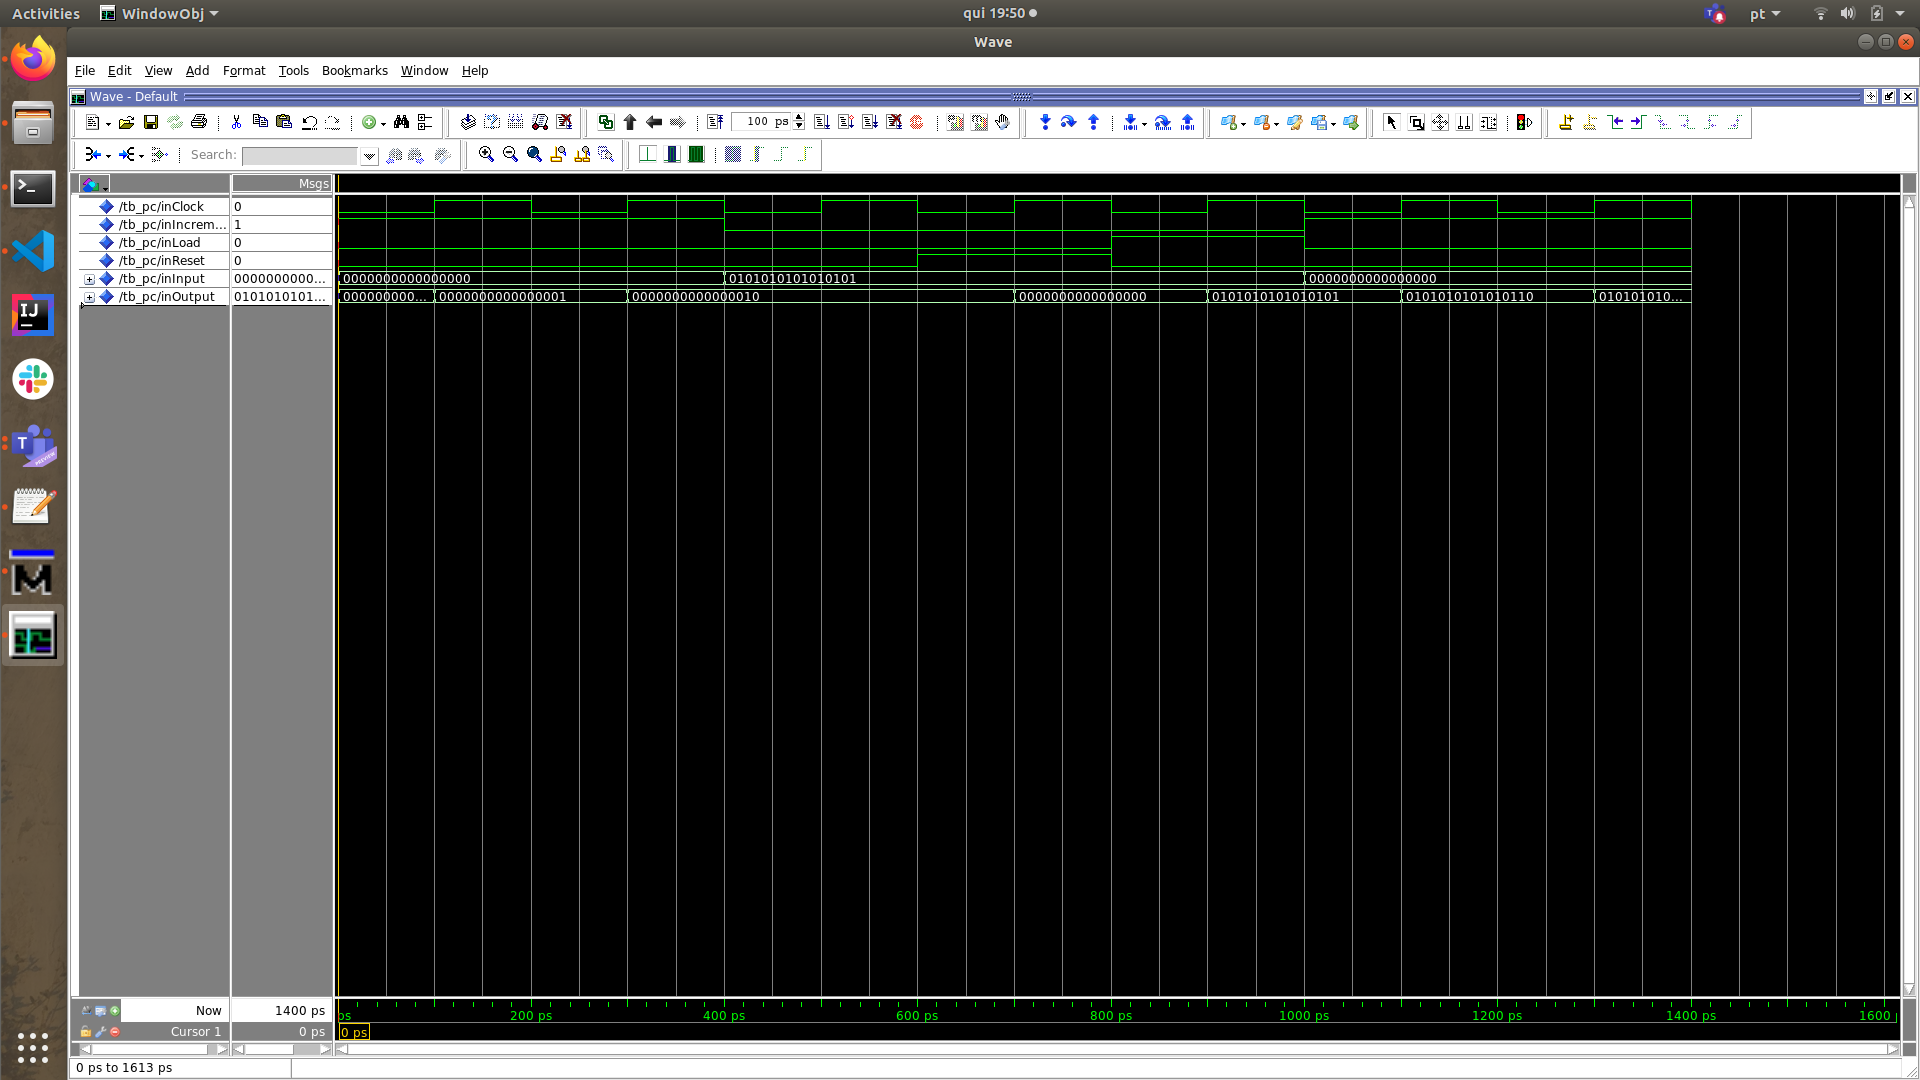 Activities WindowObj qui 19:50 pt
Wave
File Edit View Add Format Tools Bookmarks Window Help
Wave - Default
100 ps
Search:
Msgs
/tb_pc/inClock 0
/tb_pc/inIncrem... 1
/tb_pc/inLoad 0
/tb_pc/inReset 0
/tb_pc/inInput 0000000000... 0000000000000000 0101010101010101 0000000000000000
/tb_pc/inOutput 0101010101... 000000000... 0000000000000001 0000000000000010 0000000000000000 0101010101010101 0101010101010110 010101010...
Now 1400 ps ps 200 ps 400 ps 600 ps 800 ps 1000 ps 1200 ps 1400 ps 1600
Cursor 1 0 ps 0 ps
0 ps to 1613 ps
IJ
T
PREVIEW
M